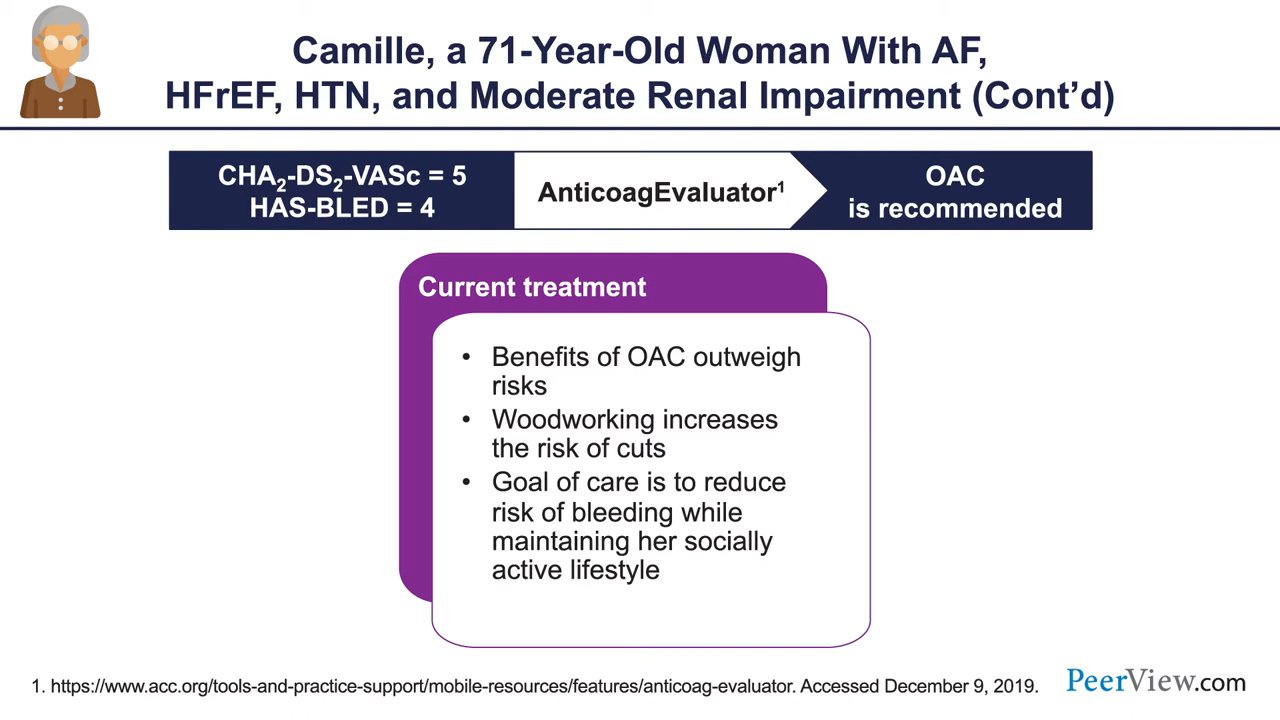 Camille, a 71-Year-Old Woman With AF,
HFrEF, HTN, and Moderate Renal Impairment (Cont’d)
CHA₂-DS₂-VASc = 5
HAS-BLED = 4
AnticoagEvaluator¹
OAC
is recommended
Current treatment
• Benefits of OAC outweigh
risks
• Woodworking increases
the risk of cuts
• Goal of care is to reduce
risk of bleeding while
maintaining her socially
active lifestyle
1. https://www.acc.org/tools-and-practice-support/mobile-resources/features/anticoag-evaluator. Accessed December 9, 2019.
PeerView.com